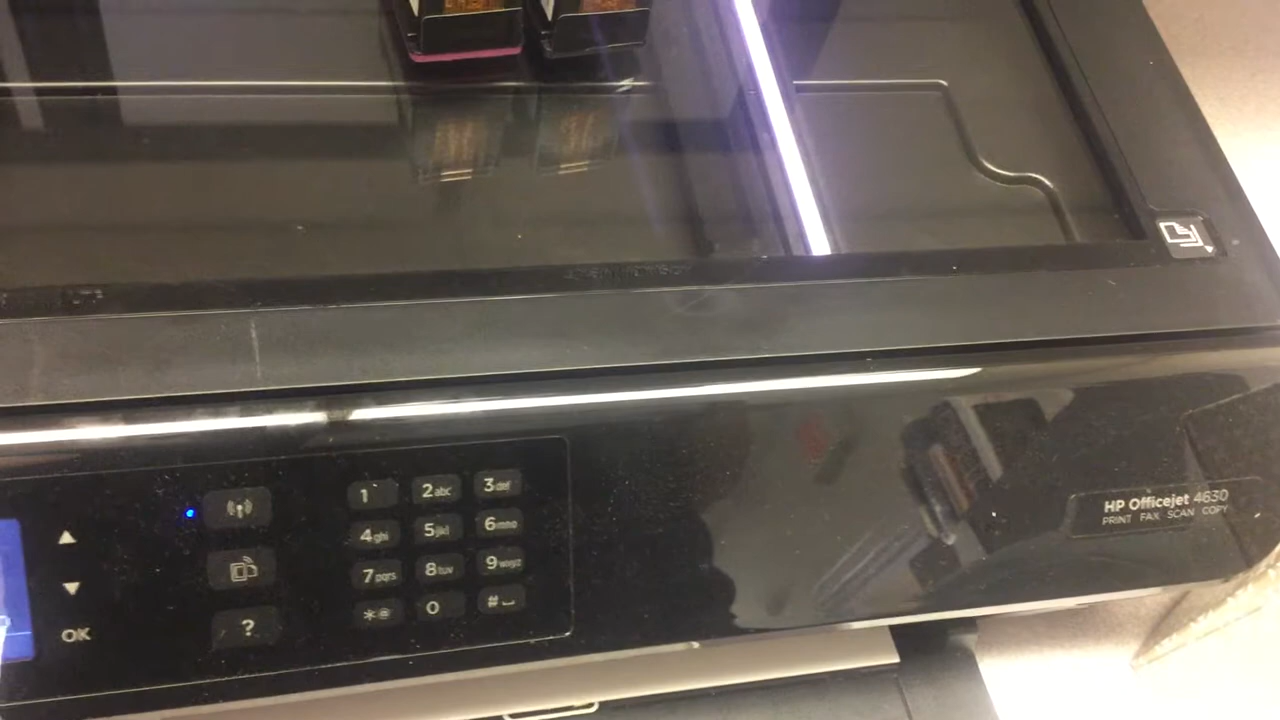 1
2abc
3def
4ghi
5jkl
6mno
7pqrs
8tuv
9wxyz
*@
0
#
?
OK
HP Officejet 4630
PRINT FAX SCAN COPY